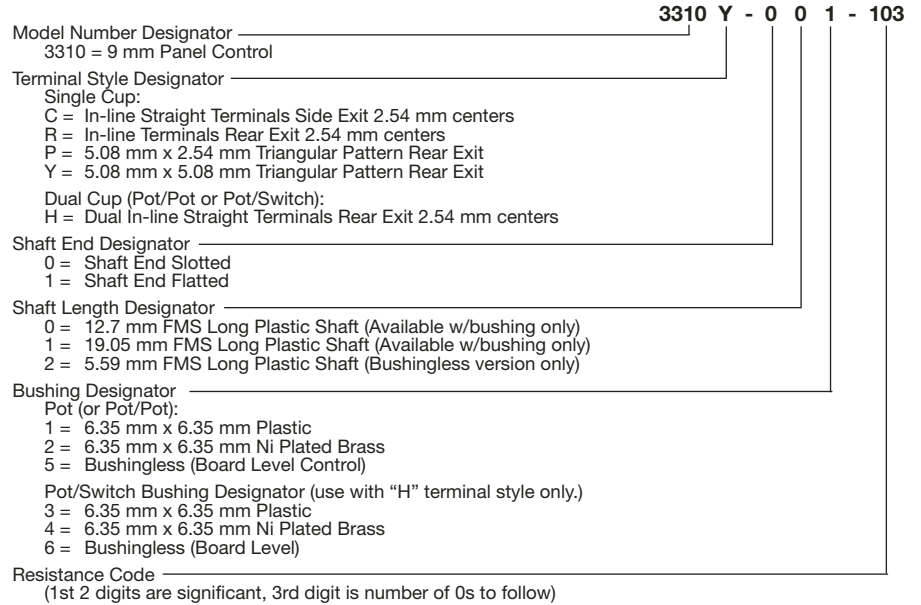 3310 Y - 0 0 1 - 103
Model Number Designator
3310 = 9 mm Panel Control
Terminal Style Designator
Single Cup:
C = In-line Straight Terminals Side Exit 2.54 mm centers
R = In-line Terminals Rear Exit 2.54 mm centers
P = 5.08 mm x 2.54 mm Triangular Pattern Rear Exit
Y = 5.08 mm x 5.08 mm Triangular Pattern Rear Exit
Dual Cup (Pot/Pot or Pot/Switch):
H = Dual In-line Straight Terminals Rear Exit 2.54 mm centers
Shaft End Designator
0 = Shaft End Slotted
1 = Shaft End Flatted
Shaft Length Designator
0 = 12.7 mm FMS Long Plastic Shaft (Available w/bushing only)
1 = 19.05 mm FMS Long Plastic Shaft (Available w/bushing only)
2 = 5.59 mm FMS Long Plastic Shaft (Bushingless version only)
Bushing Designator
Pot (or Pot/Pot):
1 = 6.35 mm x 6.35 mm Plastic
2 = 6.35 mm x 6.35 mm Ni Plated Brass
5 = Bushingless (Board Level Control)
Pot/Switch Bushing Designator (use with “H” terminal style only.)
3 = 6.35 mm x 6.35 mm Plastic
4 = 6.35 mm x 6.35 mm Ni Plated Brass
6 = Bushingless (Board Level)
Resistance Code
(1st 2 digits are significant, 3rd digit is number of 0s to follow)